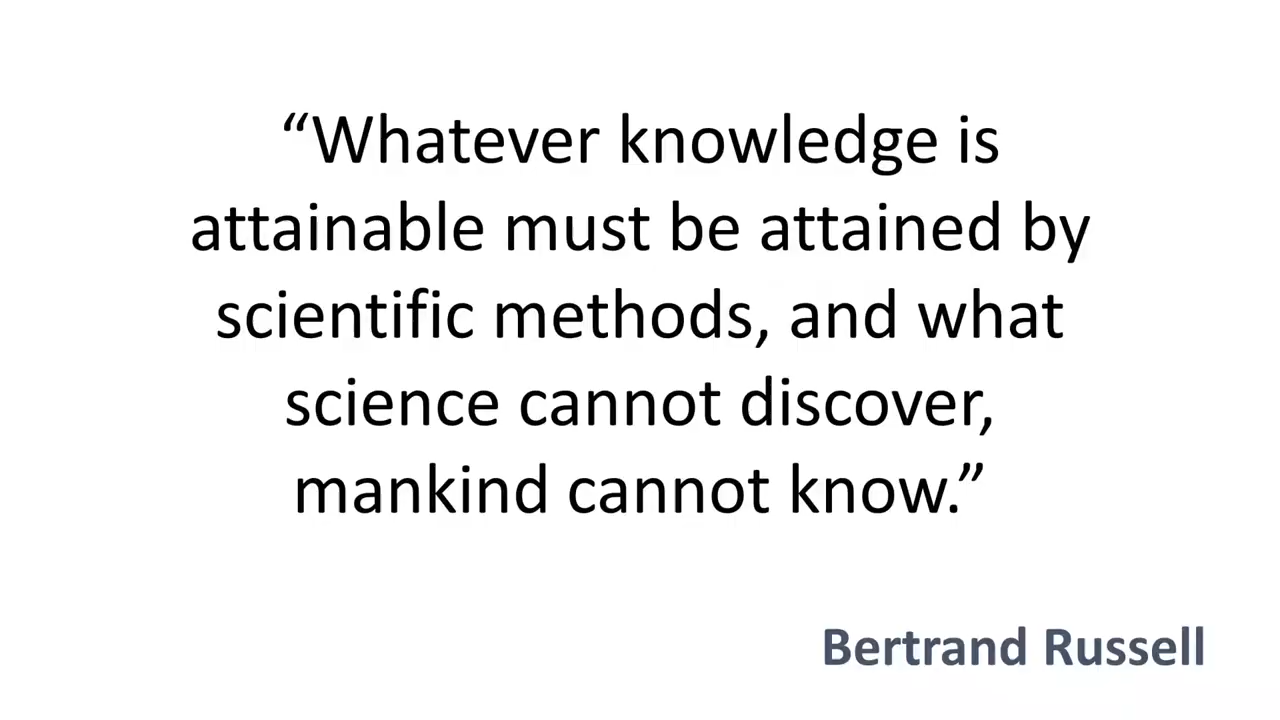 “Whatever knowledge is
attainable must be attained by
scientific methods, and what
science cannot discover,
mankind cannot know.”
Bertrand Russell